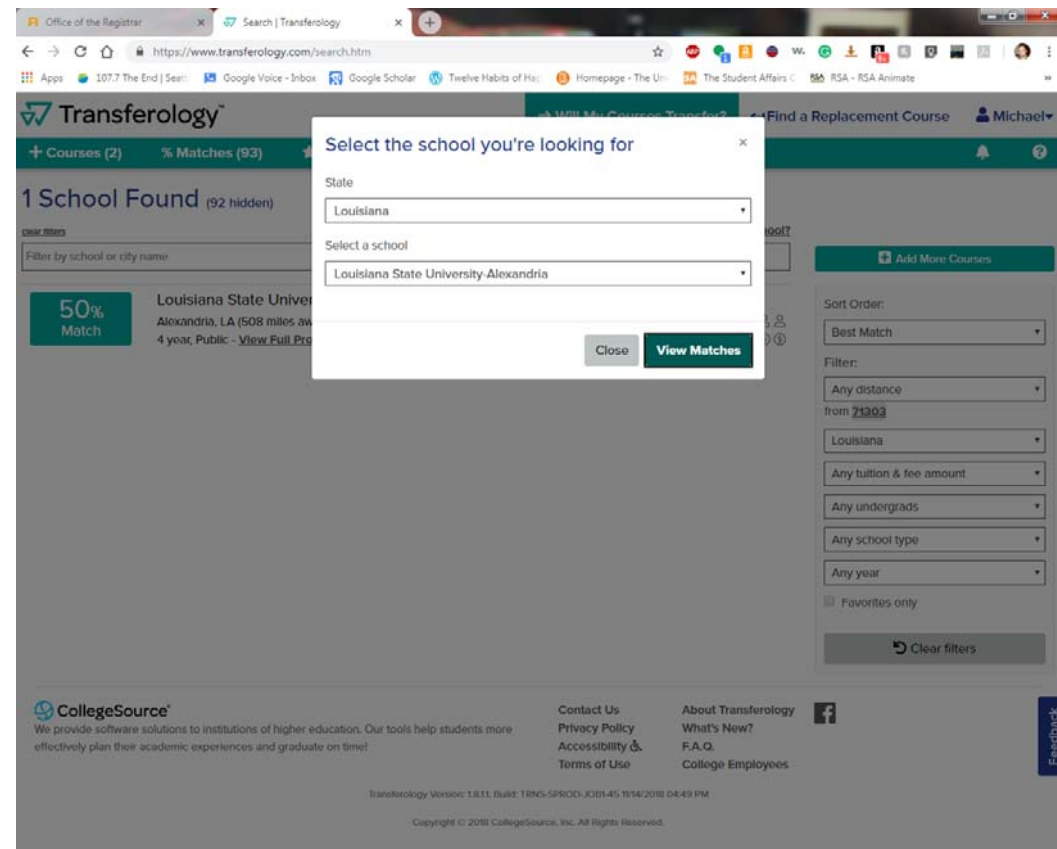 Office of the Registrar
Search | Transferology
https://www.transferology.com/search.htm
Apps
107.7 The End | Seatt
Google Voice - Inbox
Google Scholar
Twelve Habits of Hap
Homepage - The Uni
The Student Affairs C
RSA - RSA Animate
Transferology
Will My Courses Transfer?
Find a Replacement Course
Michael
+ Courses (2)
% Matches (93)
1 School Found (92 hidden)
clear filters
Filter by school or city name
Add More Courses
50%
Match
Louisiana State Univer
Alexandria, LA (508 miles aw
4 year, Public - View Full Pro
Select the school you're looking for
State
Louisiana
Select a school
Louisiana State University-Alexandria
Close
View Matches
Sort Order:
Best Match
Filter:
Any distance
from 71303
Louisiana
Any tuition & fee amount
Any undergrads
Any school type
Any year
Favorites only
Clear filters
CollegeSource
We provide software solutions to institutions of higher education. Our tools help students more
effectively plan their academic experiences and graduate on time!
Contact Us
Privacy Policy
Accessibility
Terms of Use
About Transferology
What's New?
F.A.Q.
College Employees
Feedback
Copyright © 2018 CollegeSource, Inc. All Rights Reserved.